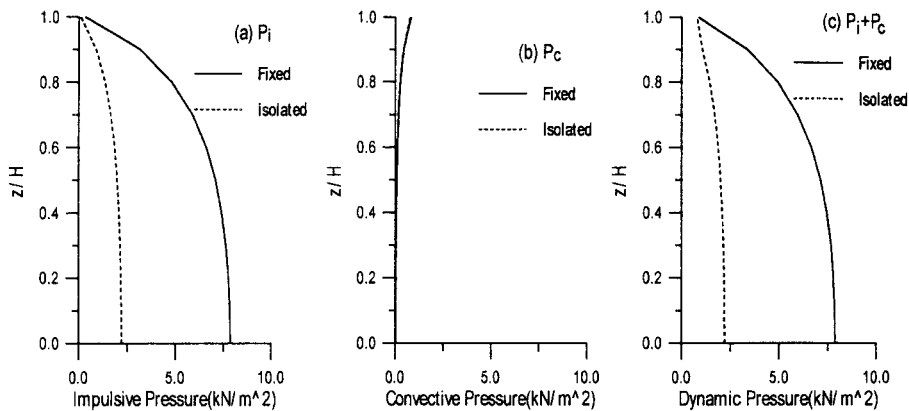 (a) Pi
Fixed
Isolated
1.0
0.8
0.6
0.4
0.2
0.0
z / H
0.0
5.0
10.0
Impulsive Pressure(kN/ m^2)
(b) Pc
Fixed
Isolated
1.0
0.8
0.6
0.4
0.2
0.0
z / H
0.0
5.0
10.0
Convective Pressure(kN/ m^2)
(c) Pi+Pc
Fixed
Isolated
1.0
0.8
0.6
0.4
0.2
0.0
z / H
0.0
5.0
10.0
Dynamic Pressure(kN/ m^2)